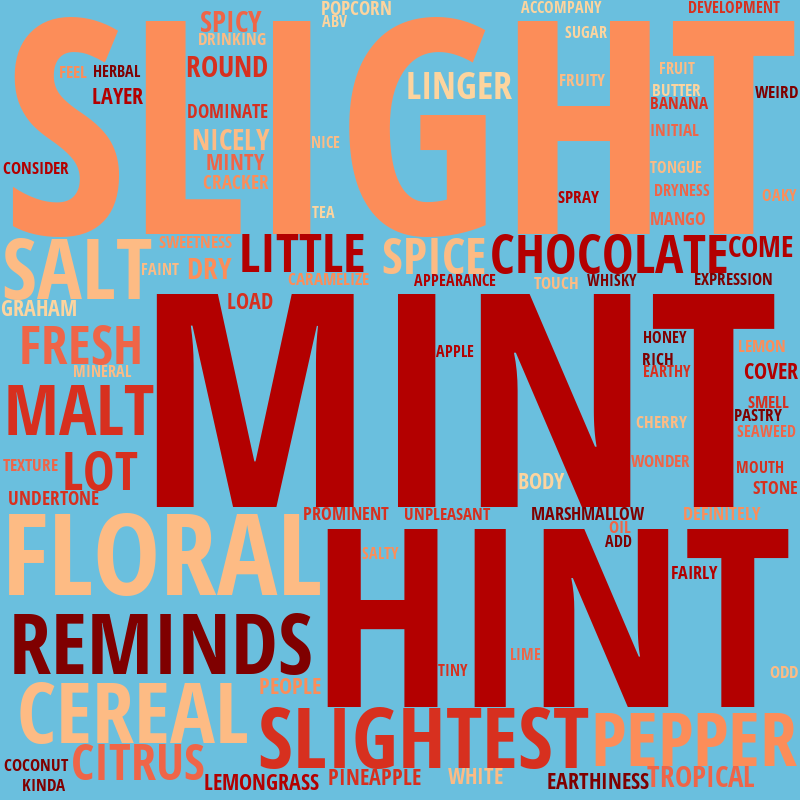 POPCORN
ACCOMPANY
DEVELOPMENT
SPICY
ABV
SUGAR
DRINKING
SLIGHT
FEEL
HERBAL
ROUND
FRUIT
LINGER
FRUITY
BUTTER
WEIRD
LAYER
BANANA
DOMINATE
INITIAL
NICELY
NICE
MINTY
CONSIDER
TONGUE
CRACKER
SPRAY
DRYNESS
OAKY
TEA
MANGO
SALT
SWEETNESS
LITTLE
SPICE
CHOCOLATE
COME
FAINT
DRY
CARAMELIZE
APPEARANCE
TOUCH
WHISKY
EXPRESSION
GRAHAM
LOAD
MINT
FRESH
HONEY
LEMON
APPLE
RICH
MINERAL
EARTHY
COVER
MALT
SMELL
PASTRY
CHERRY
SEAWEED
TEXTURE
LOT
WONDER
MOUTH
BODY
STONE
UNDERTONE
FLORAL
PROMINENT
UNPLEASANT
MARSHMALLOW
DEFINITELY
OIL
ADD
SALTY
HINT
FAIRLY
REMINDS
LIME
TINY
ODD
PEOPLE
CEREAL
SLIGHTEST
PEPPER
CITRUS
COCONUT
KINDA
LEMONGRASS
PINEAPPLE
WHITE
EARTHINESS
TROPICAL